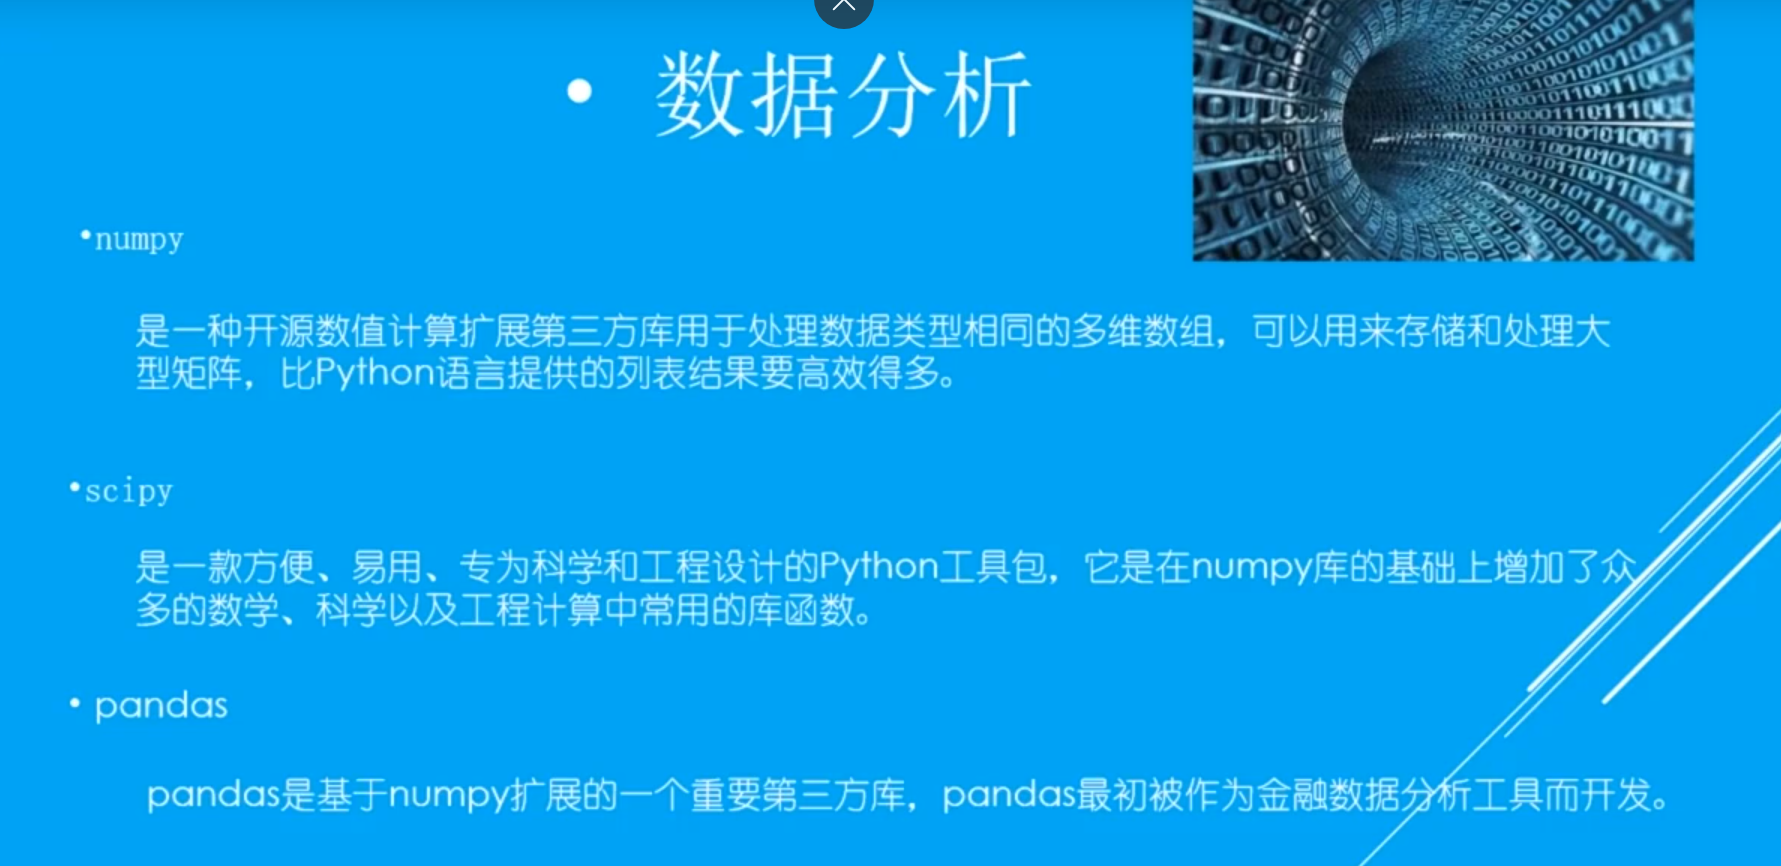 • 数据分析
•numpy
是一种开源数值计算扩展第三方库用于处理数据类型相同的多维数组，可以用来存储和处理大
型矩阵，比Python语言提供的列表结果要高效得多。
•scipy
是一款方便、易用、专为科学和工程设计的Python工具包，它是在numpy库的基础上增加了众
多的数学、科学以及工程计算中常用的库函数。
• pandas
pandas是基于numpy扩展的一个重要第三方库，pandas最初被作为金融数据分析工具而开发。